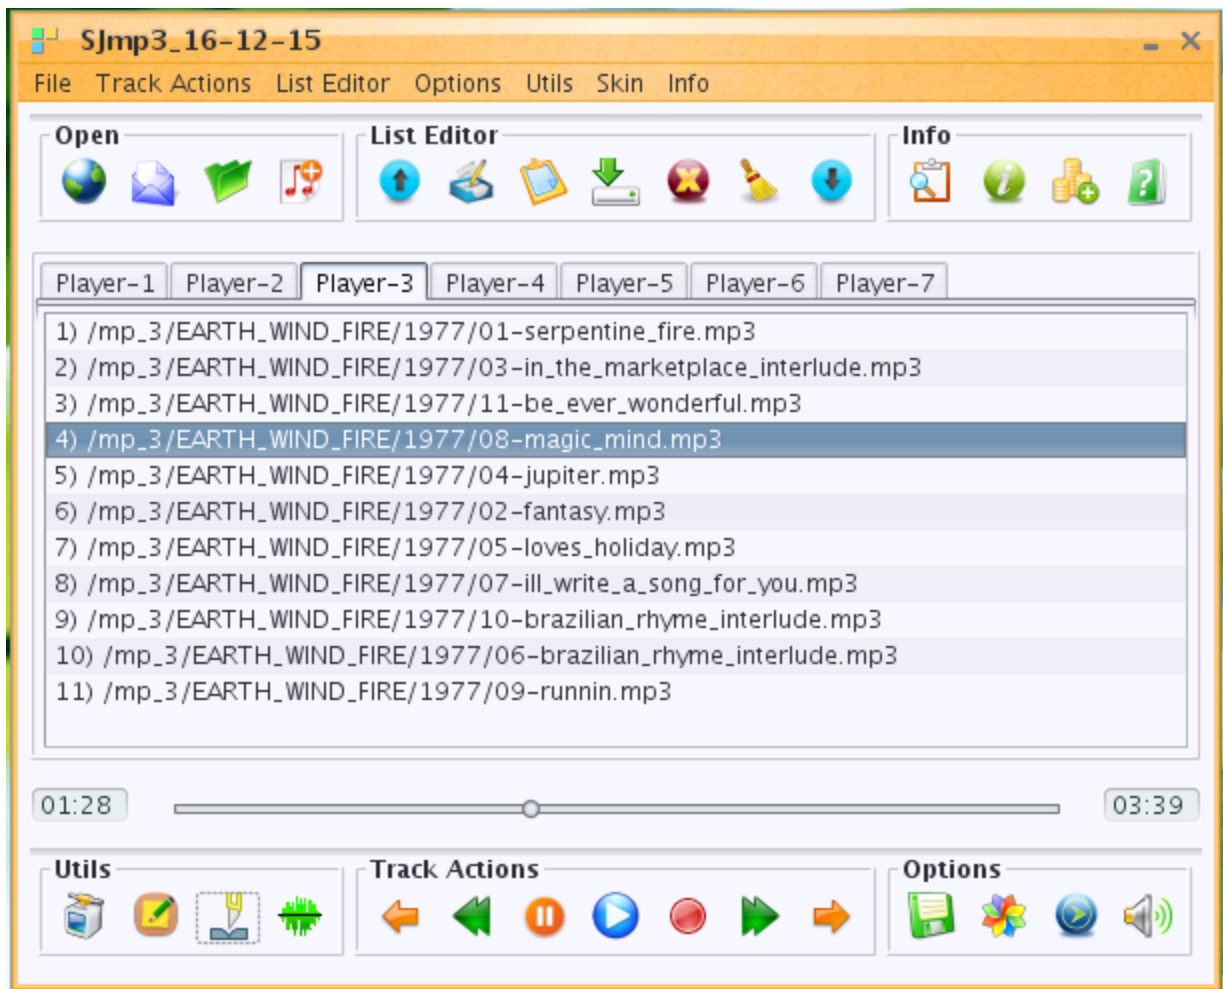 SJmp3_16-12-15
File Track Actions List Editor Options Utils Skin Info
Open List Editor Info
Player-1 Player-2 Player-3 Player-4 Player-5 Player-6 Player-7
1) /mp_3/EARTH_WIND_FIRE/1977/01-serpentine_fire.mp3
2) /mp_3/EARTH_WIND_FIRE/1977/03-in_the_marketplace_interlude.mp3
3) /mp_3/EARTH_WIND_FIRE/1977/11-be_ever_wonderful.mp3
4) /mp_3/EARTH_WIND_FIRE/1977/08-magic_mind.mp3
5) /mp_3/EARTH_WIND_FIRE/1977/04-jupiter.mp3
6) /mp_3/EARTH_WIND_FIRE/1977/02-fantasy.mp3
7) /mp_3/EARTH_WIND_FIRE/1977/05-loves_holiday.mp3
8) /mp_3/EARTH_WIND_FIRE/1977/07-ill_write_a_song_for_you.mp3
9) /mp_3/EARTH_WIND_FIRE/1977/10-brazilian_rhyme_interlude.mp3
10) /mp_3/EARTH_WIND_FIRE/1977/06-brazilian_rhyme_interlude.mp3
11) /mp_3/EARTH_WIND_FIRE/1977/09-runnin.mp3
01:28 03:39
Utils Track Actions Options